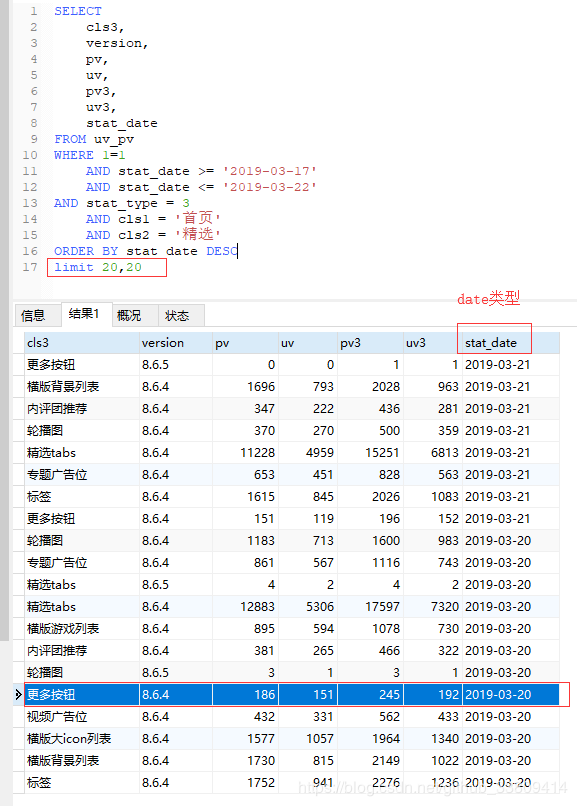 1 SELECT
2 cls3,
3 version,
4 pv,
5 uv,
6 pv3,
7 uv3,
8 stat_date
9 FROM uv_pv
10 WHERE 1=1
11 AND stat_date >= '2019-03-17'
12 AND stat_date <= '2019-03-22'
13 AND stat_type = 3
14 AND cls1 = '首页'
15 AND cls2 = '精选'
16 ORDER BY stat_date DESC
17 limit 20,20
date类型
信息 结果1 概况 状态
cls3 version pv uv pv3 uv3 stat_date
更多按钮 8.6.5 0 0 1 1 2019-03-21
横版背景列表 8.6.4 1696 793 2028 963 2019-03-21
内评团推荐 8.6.4 347 222 436 281 2019-03-21
轮播图 8.6.4 370 270 500 359 2019-03-21
精选tabs 8.6.4 11228 4959 15251 6813 2019-03-21
专题广告位 8.6.4 653 451 828 563 2019-03-21
标签 8.6.4 1615 845 2026 1083 2019-03-21
更多按钮 8.6.4 151 119 196 152 2019-03-21
轮播图 8.6.4 1183 713 1600 983 2019-03-20
专题广告位 8.6.4 861 567 1116 743 2019-03-20
精选tabs 8.6.5 4 2 4 2 2019-03-20
精选tabs 8.6.4 12883 5306 17597 7320 2019-03-20
横版游戏列表 8.6.4 895 594 1078 730 2019-03-20
内评团推荐 8.6.4 381 265 466 322 2019-03-20
轮播图 8.6.5 3 1 3 1 2019-03-20
更多按钮 8.6.4 186 151 245 192 2019-03-20
视频广告位 8.6.4 432 331 562 433 2019-03-20
横版大icon列表 8.6.4 1577 1057 1964 1340 2019-03-20
横版背景列表 8.6.4 1730 815 2149 1022 2019-03-20
标签 8.6.4 1752 941 2276 1236 2019-03-20